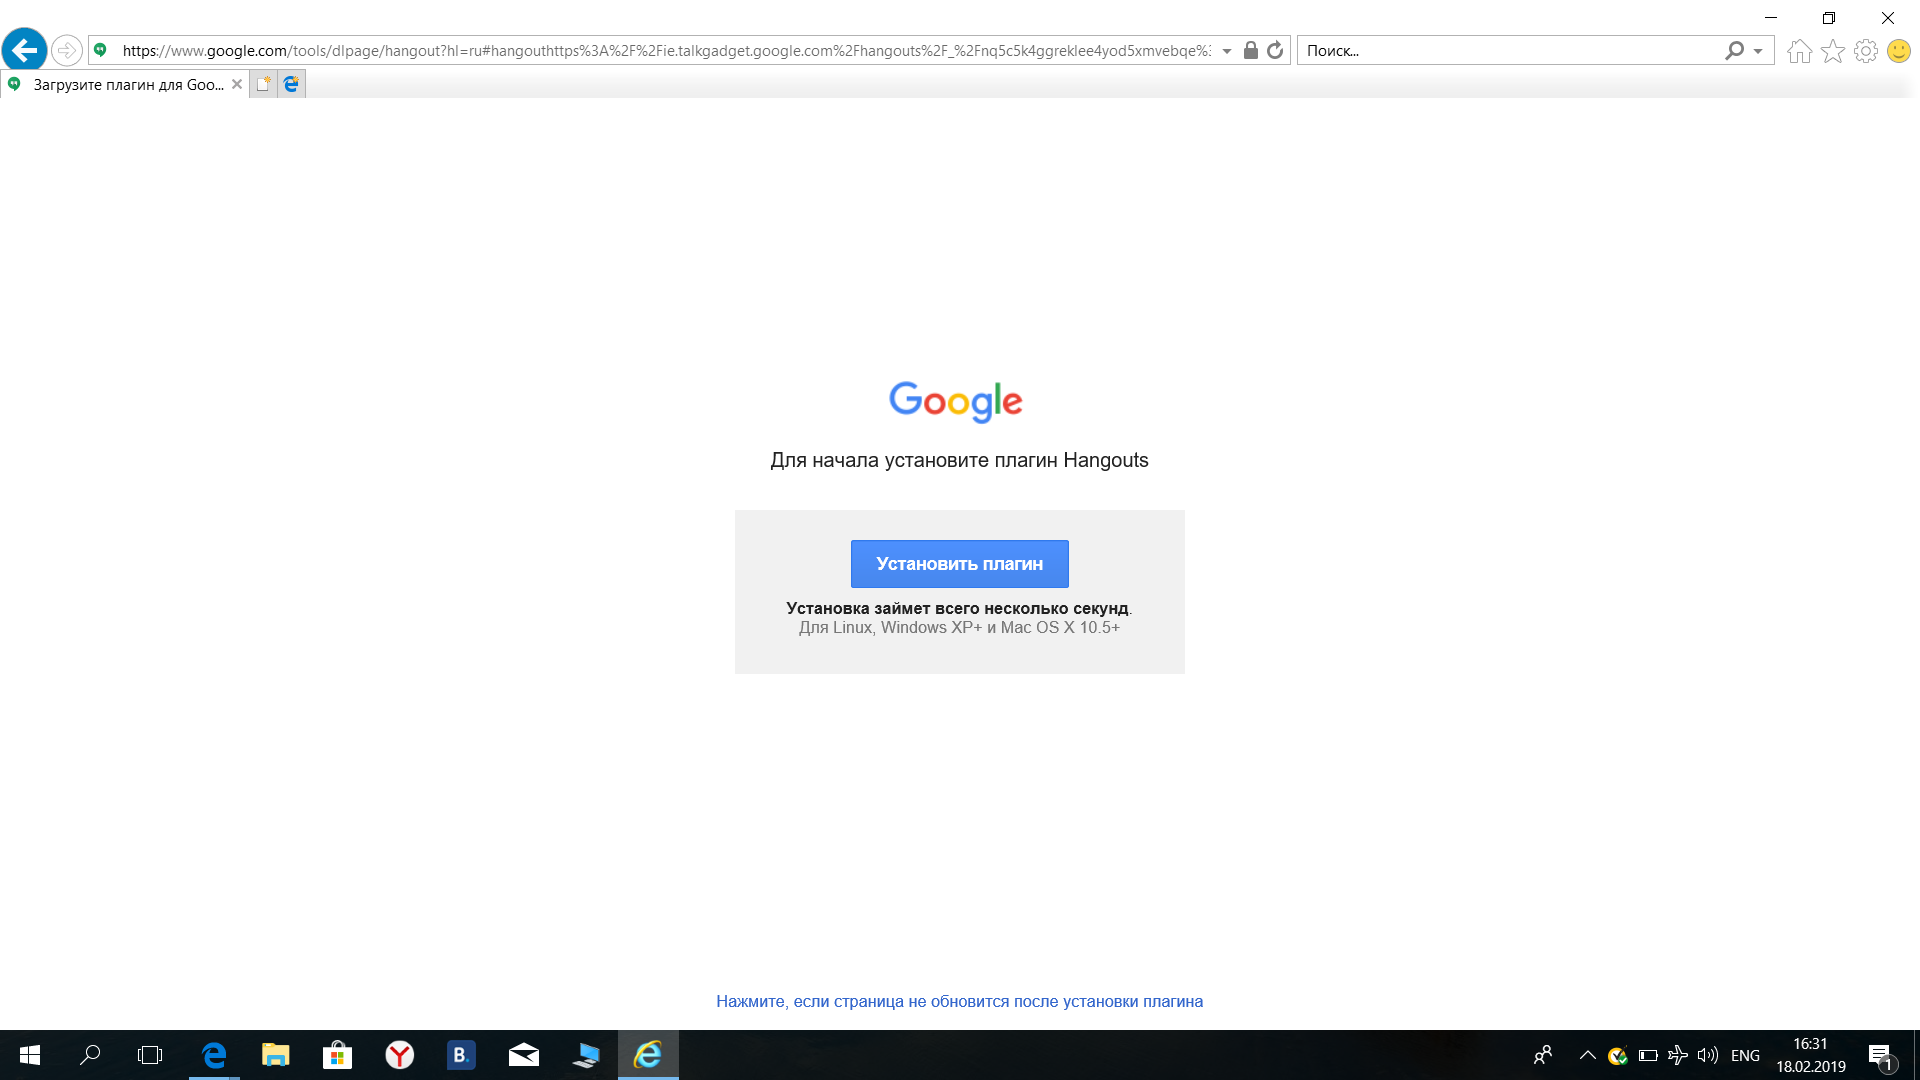 https://www.google.com/tools/dlpage/hangout?hl=ru#hangouthttps%3A%2F%2Fie.talkgadget.google.com%2Fhangouts%2F_%2Fnq5c5k4ggreklee4yod5xmvebqe%3
Поиск...
Загрузите плагин для Goo...
Google
Для начала установите плагин Hangouts
Установить плагин
Установка займет всего несколько секунд.
Для Linux, Windows XP+ и Mac OS X 10.5+
Нажмите, если страница не обновится после установки плагина
B.
ENG
16:31
18.02.2019
1